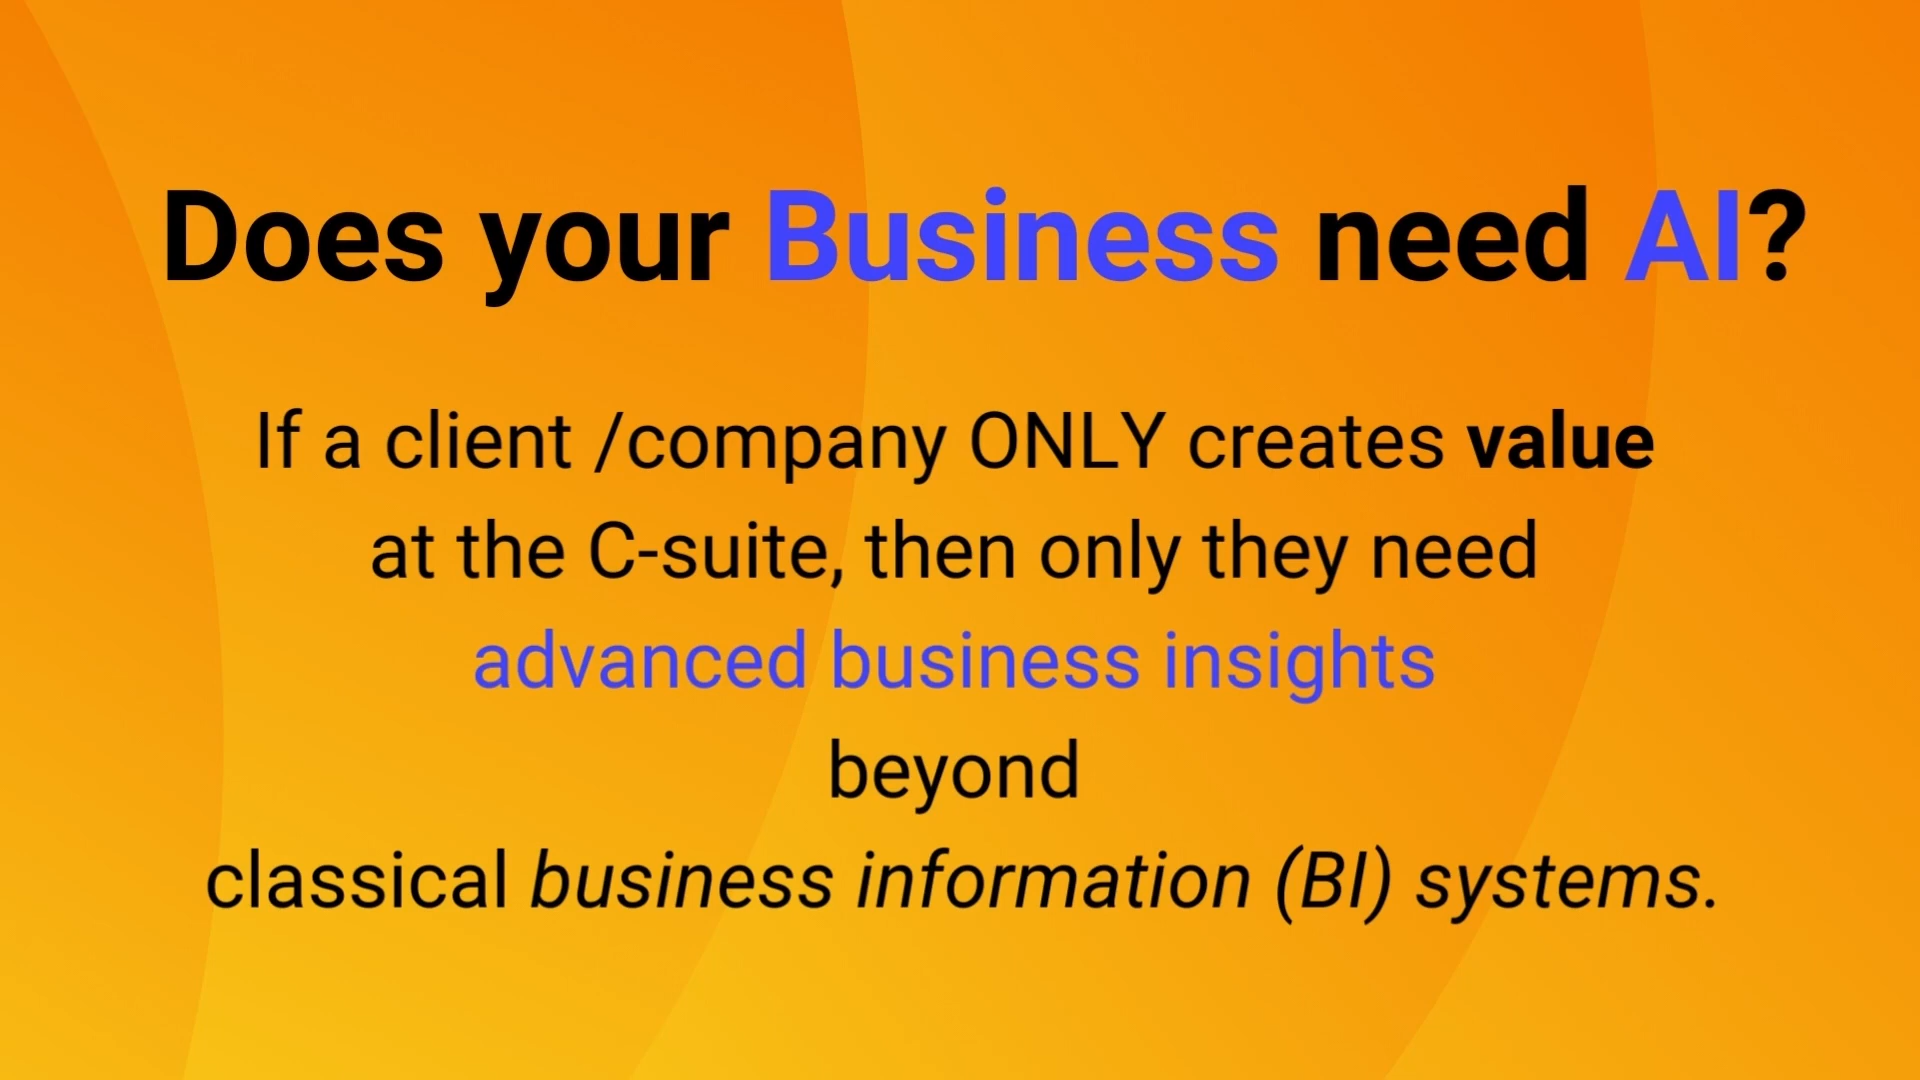 Does your Business need AI?
If a client /company ONLY creates value
at the C-suite, then only they need
advanced business insights
beyond
classical business information (BI) systems.